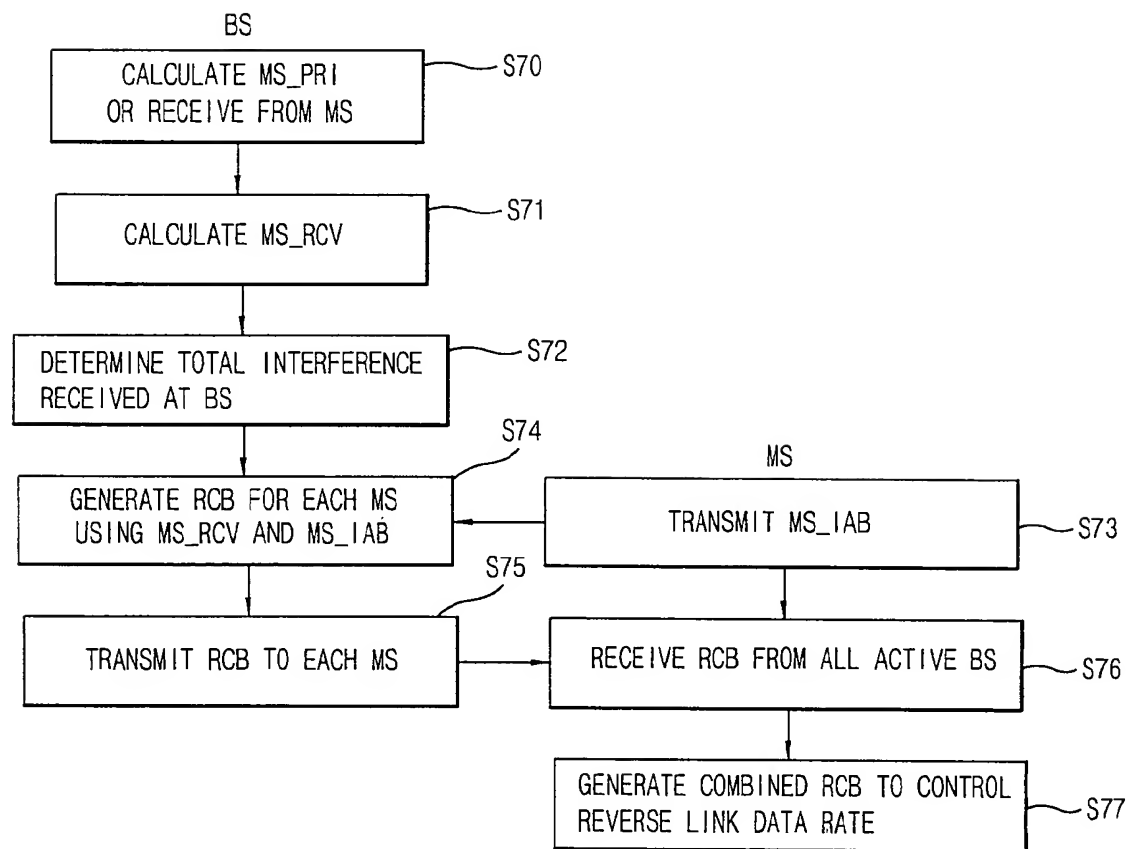 BS
CALCULATE MS_PRI
OR RECEIVE FROM MS
S70
CALCULATE MS_RCV
S71
DETERMINE TOTAL INTERFERENCE
RECEIVED AT BS
S72
GENERATE RCB FOR EACH MS
USING MS_RCV AND MS_IAB
S74
MS
TRANSMIT MS_IAB
S73
TRANSMIT RCB TO EACH MS
S75
RECEIVE RCB FROM ALL ACTIVE BS
S76
GENERATE COMBINED RCB TO CONTROL
REVERSE LINK DATA RATE
S77